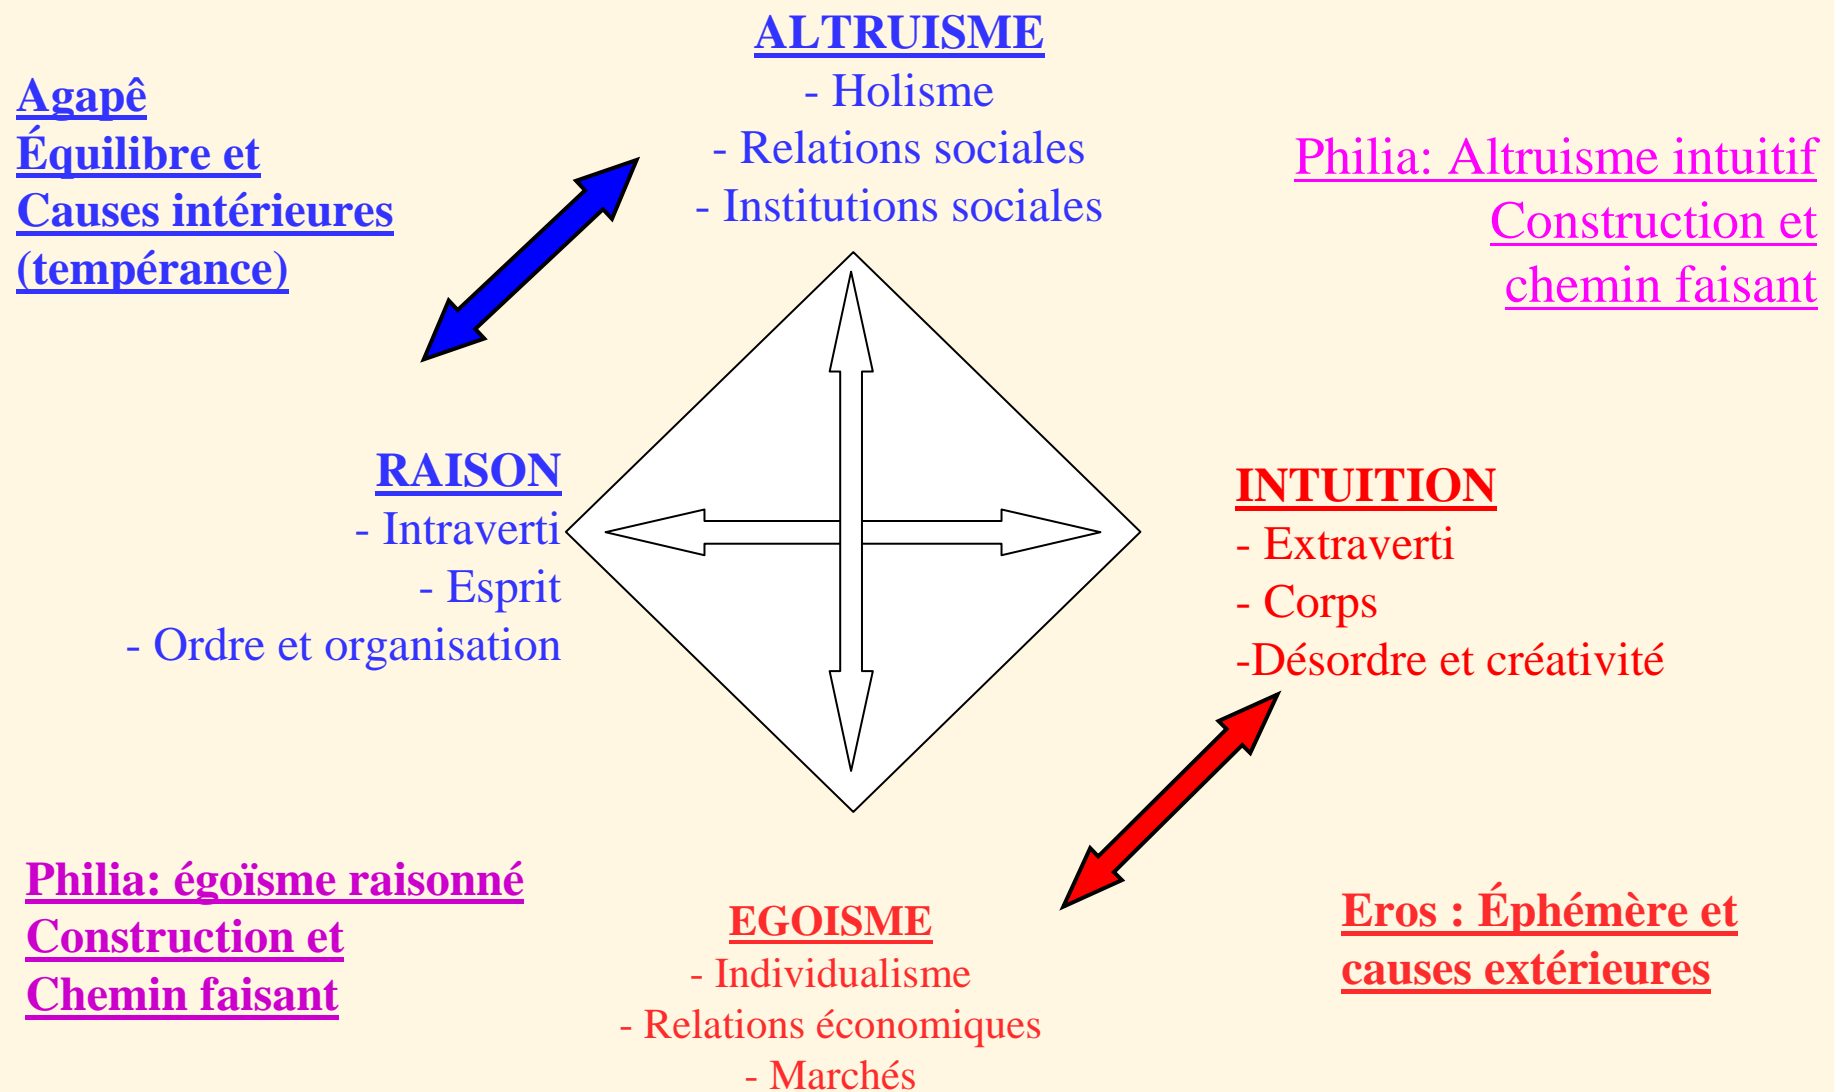 ALTRUISME
- Holisme
- Relations sociales
- Institutions sociales
Agapê
Équilibre et
Causes intérieures
(tempérance)
Philia: Altruisme intuitif
Construction et
chemin faisant
RAISON
- Intraverti
- Esprit
- Ordre et organisation
INTUITION
- Extraverti
- Corps
-Désordre et créativité
Philia: égoïsme raisonné
Construction et
Chemin faisant
EGOISME
- Individualisme
- Relations économiques
- Marchés
Eros : Éphémère et
causes extérieures